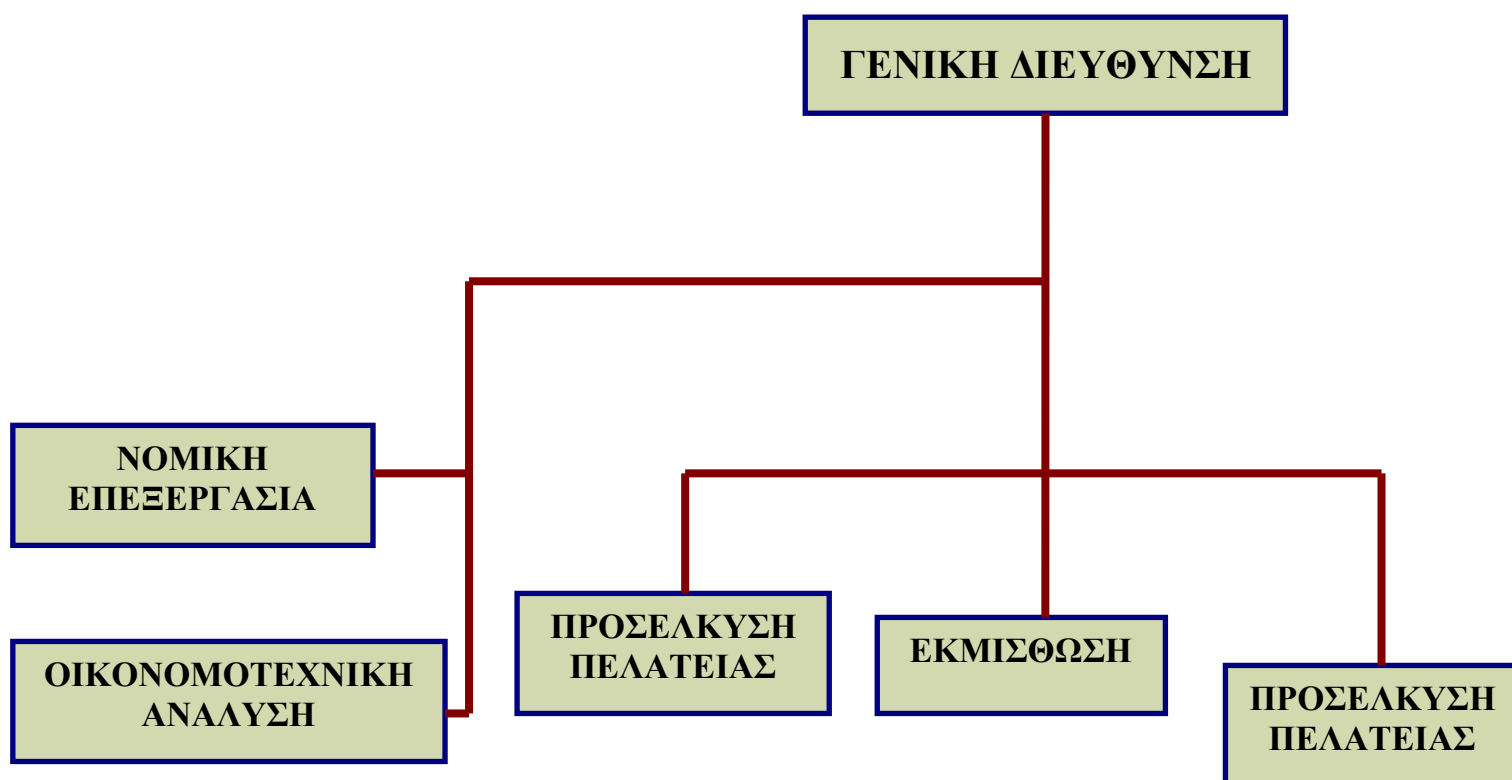 ΓΕΝΙΚΗ ΔΙΕΥΘΥΝΣΗ
ΝΟΜΙΚΗ
ΕΠΕΞΕΡΓΑΣΙΑ
ΟΙΚΟΝΟΜΟΤΕΧΝΙΚΗ
ΑΝΑΛΥΣΗ
ΠΡΟΣΕΛΚΥΣΗ
ΠΕΛΑΤΕΙΑΣ
ΕΚΜΙΣΘΩΣΗ
ΠΡΟΣΕΛΚΥΣΗ
ΠΕΛΑΤΕΙΑΣ